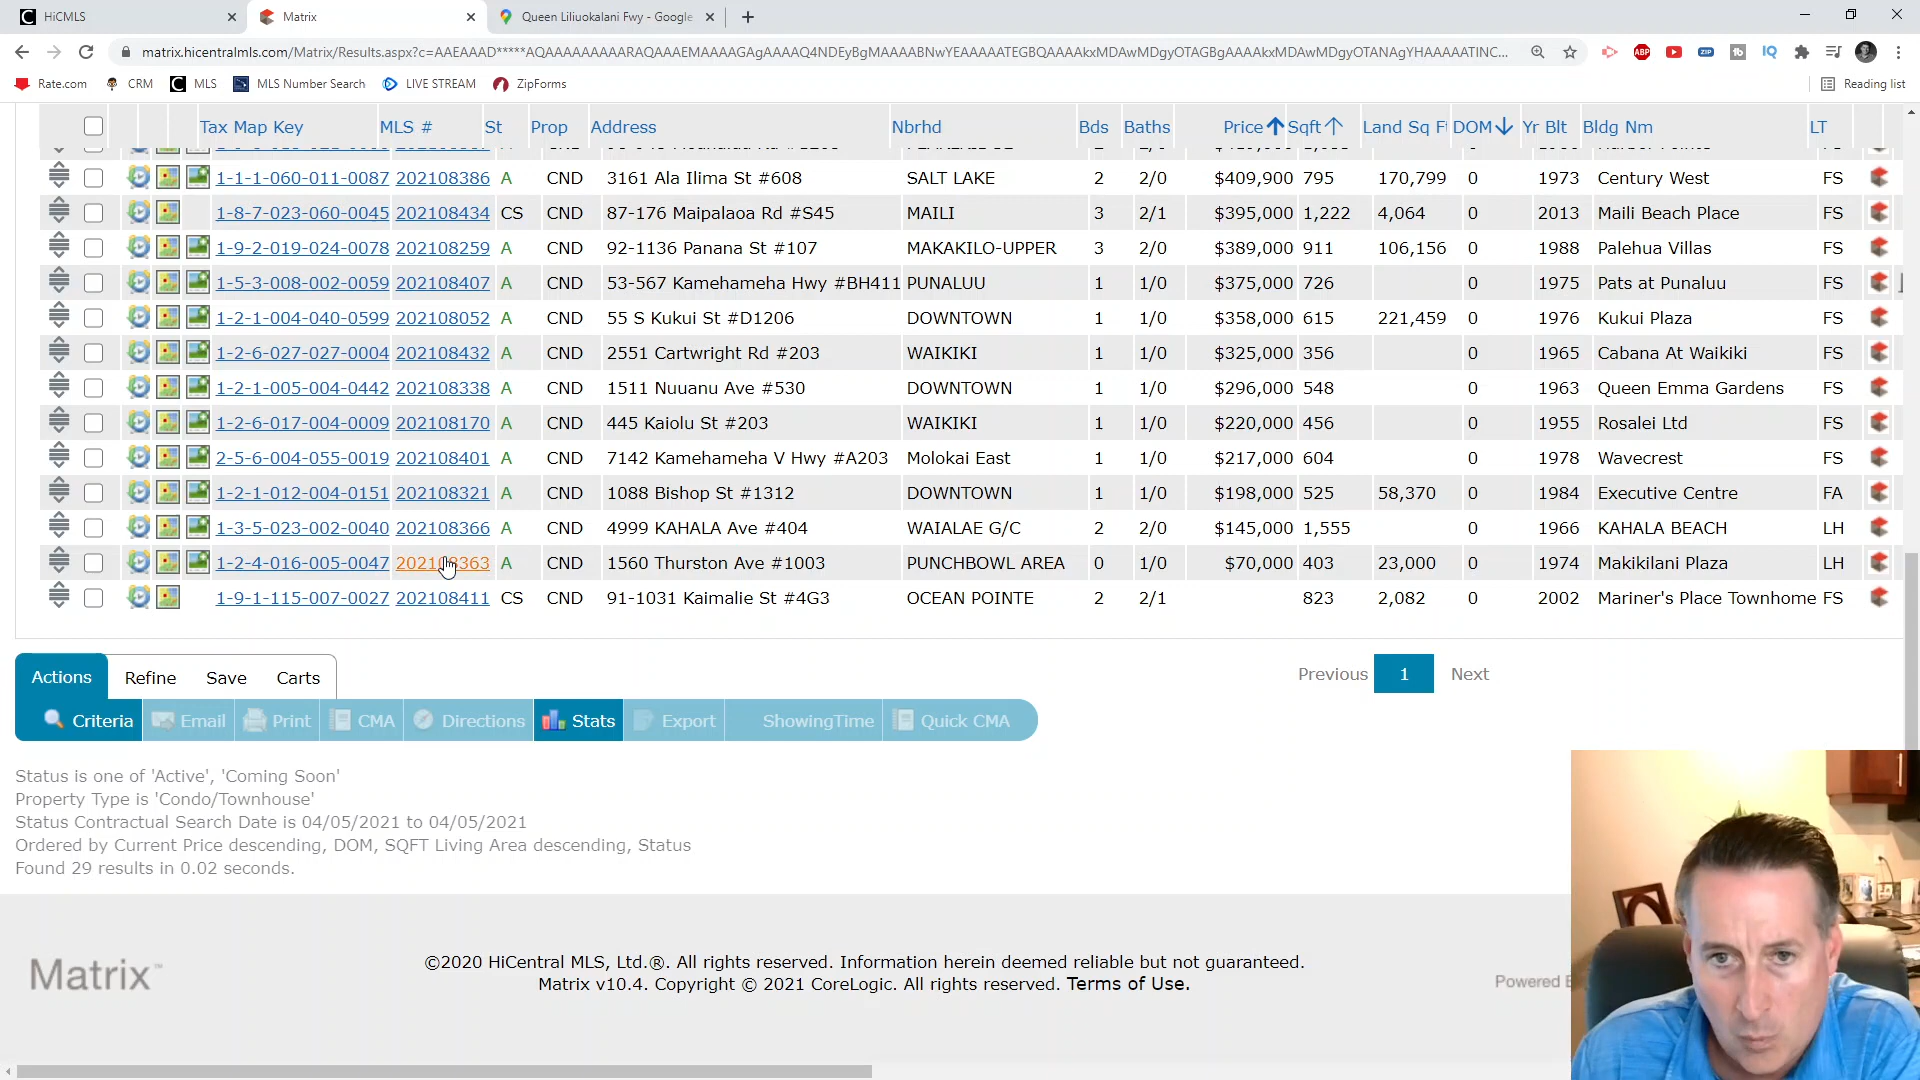 HiCMLS
Matrix
Queen Liliuokalani Fwy - Google
matrix.hicentralmls.com/Matrix/Results.aspx?c=AAEAAAD*****AQAAAAAAAAAARAQAAAEMAAAAGAgAAAAQ4NDEyBgMAAAABNwYEAAAAATEGBQAAAAkxMDAwMDgyOTAGBgAAAAkxMDAwMDgyOTANAgYHAAAAATINC...
Rate.com CRM MLS MLS Number Search LIVE STREAM ZipForms Reading list
Tax Map Key MLS # St Prop Address Nbrhd Bds Baths Price Sqft Land Sq Ft DOM Yr Blt Bldg Nm LT
1-1-1-060-011-0087 202108386 A CND 3161 Ala Ilima St #608 SALT LAKE 2 2/0 $409,900 795 170,799 0 1973 Century West FS
1-8-7-023-060-0045 202108434 CS CND 87-176 Maipalaoa Rd #S45 MAILI 3 2/1 $395,000 1,222 4,064 0 2013 Maili Beach Place FS
1-9-2-019-024-0078 202108259 A CND 92-1136 Panana St #107 MAKAKILO-UPPER 3 2/0 $389,000 911 106,156 0 1988 Palehua Villas FS
1-5-3-008-002-0059 202108407 A CND 53-567 Kamehameha Hwy #BH411 PUNALUU 1 1/0 $375,000 726 0 1975 Pats at Punaluu FS
1-2-1-004-040-0599 202108052 A CND 55 S Kukui St #D1206 DOWNTOWN 1 1/0 $358,000 615 221,459 0 1976 Kukui Plaza FS
1-2-6-027-027-0004 202108432 A CND 2551 Cartwright Rd #203 WAIKIKI 1 1/0 $325,000 356 0 1965 Cabana At Waikiki FS
1-2-1-005-004-0442 202108338 A CND 1511 Nuuanu Ave #530 DOWNTOWN 1 1/0 $296,000 548 0 1963 Queen Emma Gardens FS
1-2-6-017-004-0009 202108170 A CND 445 Kaiolu St #203 WAIKIKI 1 1/0 $220,000 456 0 1955 Rosalei Ltd FS
2-5-6-004-055-0019 202108401 A CND 7142 Kamehameha V Hwy #A203 Molokai East 1 1/0 $217,000 604 0 1978 Wavecrest FS
1-2-1-012-004-0151 202108321 A CND 1088 Bishop St #1312 DOWNTOWN 1 1/0 $198,000 525 58,370 0 1984 Executive Centre FA
1-3-5-023-002-0040 202108366 A CND 4999 KAHALA Ave #404 WAIALAE G/C 2 2/0 $145,000 1,555 0 1966 KAHALA BEACH LH
1-2-4-016-005-0047 202108363 A CND 1560 Thurston Ave #1003 PUNCHBOWL AREA 0 1/0 $70,000 403 23,000 0 1974 Makikilani Plaza LH
1-9-1-115-007-0027 202108411 CS CND 91-1031 Kaimalie St #4G3 OCEAN POINTE 2 2/1 823 2,082 0 2002 Mariner's Place Townhome FS
Actions Refine Save Carts Previous 1 Next
Criteria Email Print CMA Directions Stats Export ShowingTime Quick CMA
Status is one of 'Active', 'Coming Soon'
Property Type is 'Condo/Townhouse'
Status Contractual Search Date is 04/05/2021 to 04/05/2021
Ordered by Current Price descending, DOM, SQFT Living Area descending, Status
Found 29 results in 0.02 seconds.
Matrix™
©2020 HiCentral MLS, Ltd.®. All rights reserved. Information herein deemed reliable but not guaranteed.
Matrix v10.4. Copyright © 2021 CoreLogic. All rights reserved. Terms of Use.
Powered